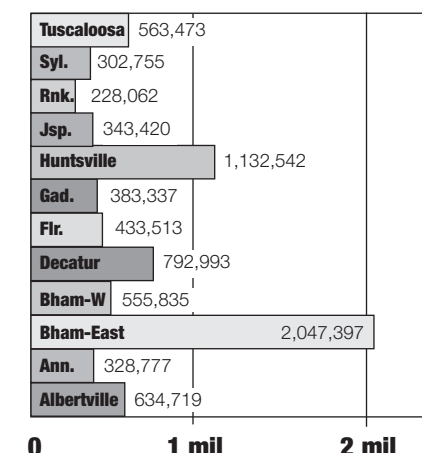 Tuscaloosa 563,473
Syl. 302,755
Rnk. 228,062
Jsp. 343,420
Huntsville 1,132,542
Gad. 383,337
Flr. 433,513
Decatur 792,993
Bham-W 555,835
Bham-East 2,047,397
Ann. 328,777
Albertville 634,719
0 1 mil 2 mil